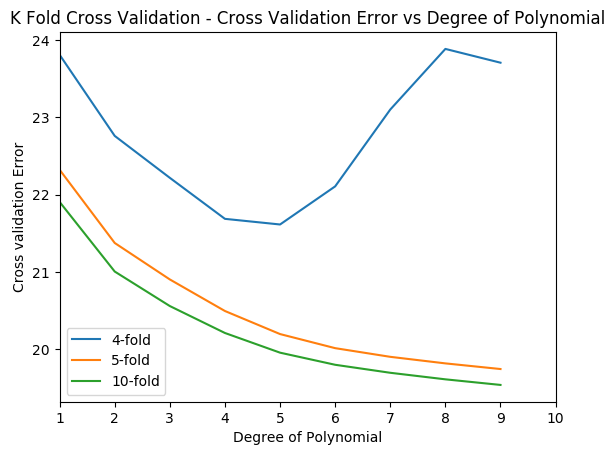 K Fold Cross Validation - Cross Validation Error vs Degree of Polynomial
24
23
22
21
20
Cross validation Error
4-fold
5-fold
10-fold
1 2 3 4 5 6 7 8 9 10
Degree of Polynomial